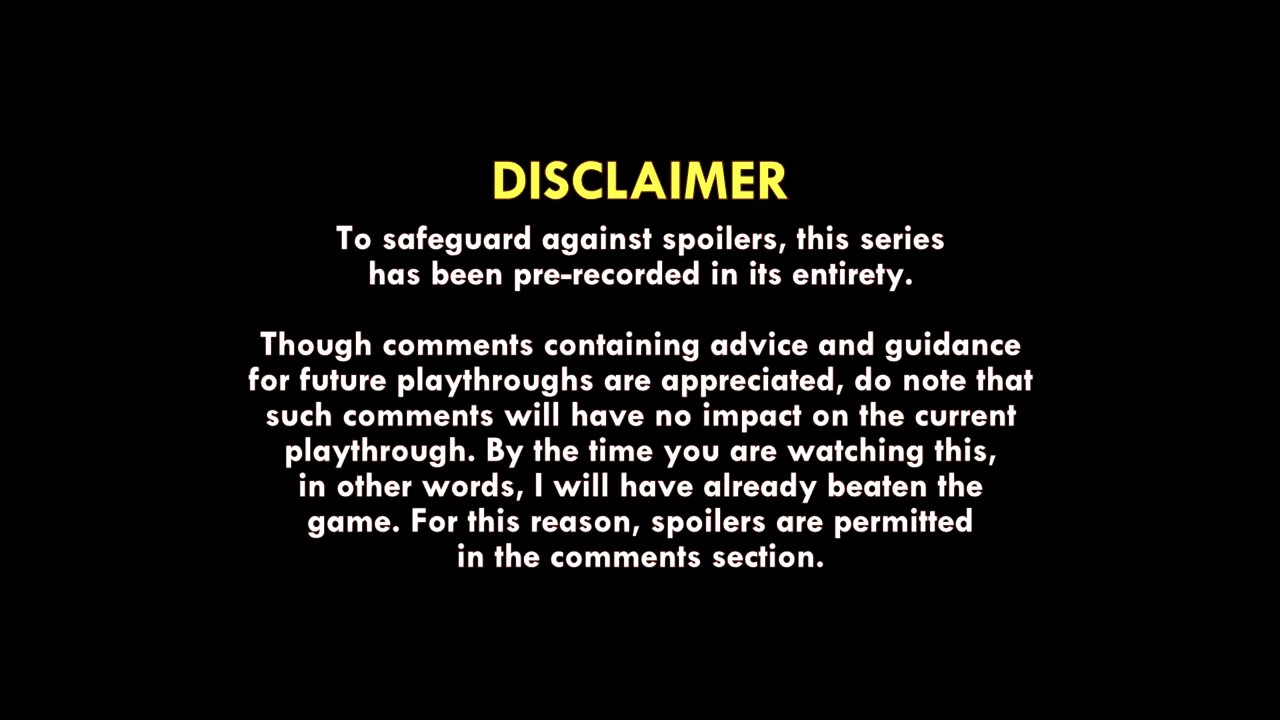 DISCLAIMER
To safeguard against spoilers, this series
has been pre-recorded in its entirety.
Though comments containing advice and guidance
for future playthroughs are appreciated, do note that
such comments will have no impact on the current
playthrough. By the time you are watching this,
in other words, I will have already beaten the
game. For this reason, spoilers are permitted
in the comments section.